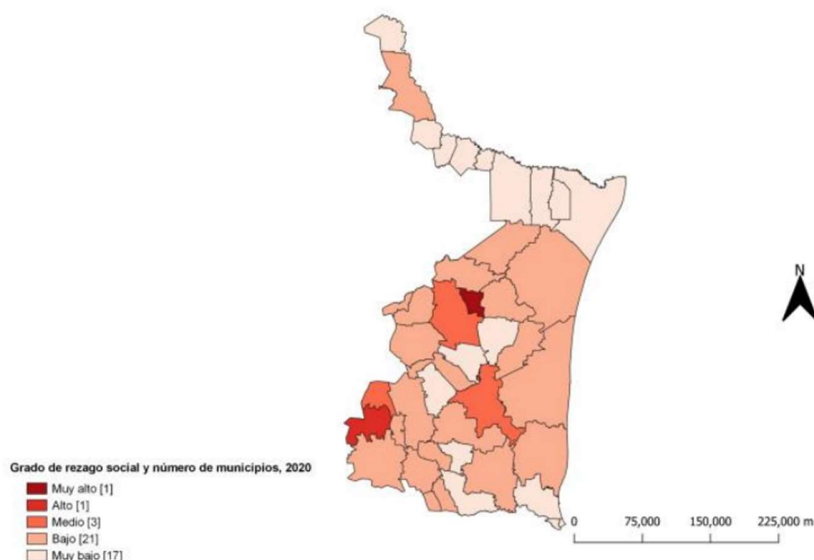 N
Grado de rezago social y número de municipios, 2020
Muy alto [1]
Alto [1]
Medio [3]
Bajo [21]
Muy bajo [17]
0 75,000 150,000 225,000 m